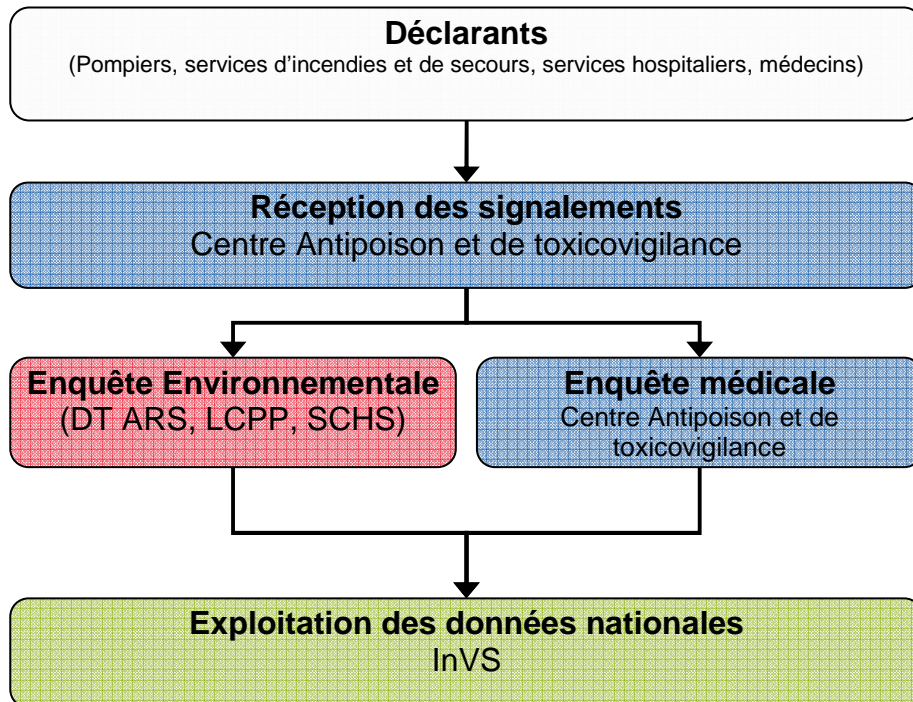 Déclarants
(Pompiers, services d'incendies et de secours, services hospitaliers, médecins)
Réception des signalements
Centre Antipoison et de toxicovigilance
Enquête Environnementale
(DT ARS, LCPP, SCHS)
Enquête médicale
Centre Antipoison et de
toxicovigilance
Exploitation des données nationales
InVS